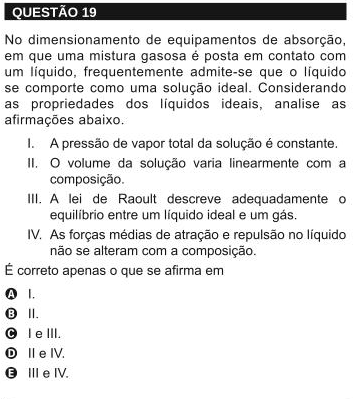 QUESTÃO 19
No dimensionamento de equipamentos de absorção,
em que uma mistura gasosa é posta em contato com
um líquido, frequentemente admite-se que o líquido
se comporte como uma solução ideal. Considerando
as propriedades dos líquidos ideais, analise as
afirmações abaixo.
I. A pressão de vapor total da solução é constante.
II. O volume da solução varia linearmente com a
composição.
III. A lei de Raoult descreve adequadamente o
equilíbrio entre um líquido ideal e um gás.
IV. As forças médias de atração e repulsão no líquido
não se alteram com a composição.
É correto apenas o que se afirma em
A I.
B II.
C I e III.
D II e IV.
E III e IV.